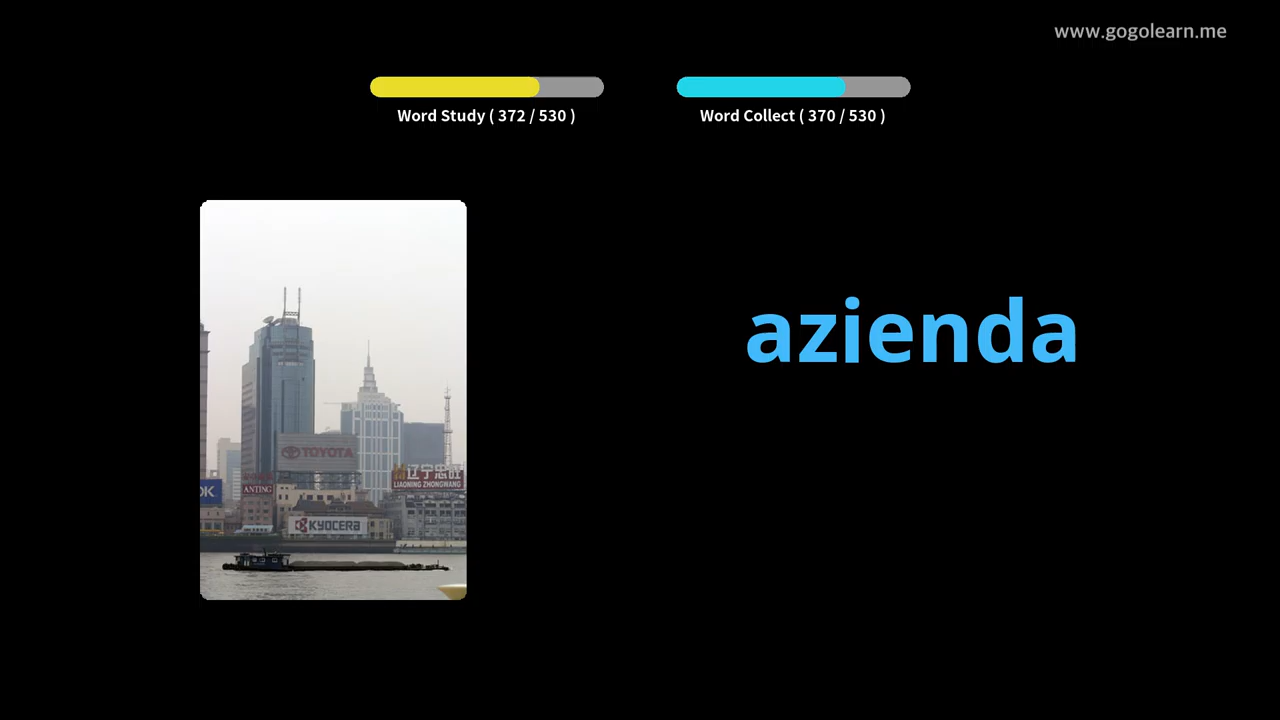 www.gogolearn.me
Word Study ( 372 / 530 )
Word Collect ( 370 / 530 )
azienda
TOYOTA
辽宁忠旺
LIAONING ZHONGWANG
OK
ANTING
KYOCERA